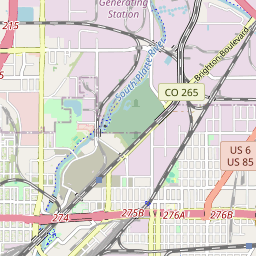 Generating
Station
215
South Platte River
CO 265
Brighton Boulevard
US 6
US 85
274
275B
276A
276B